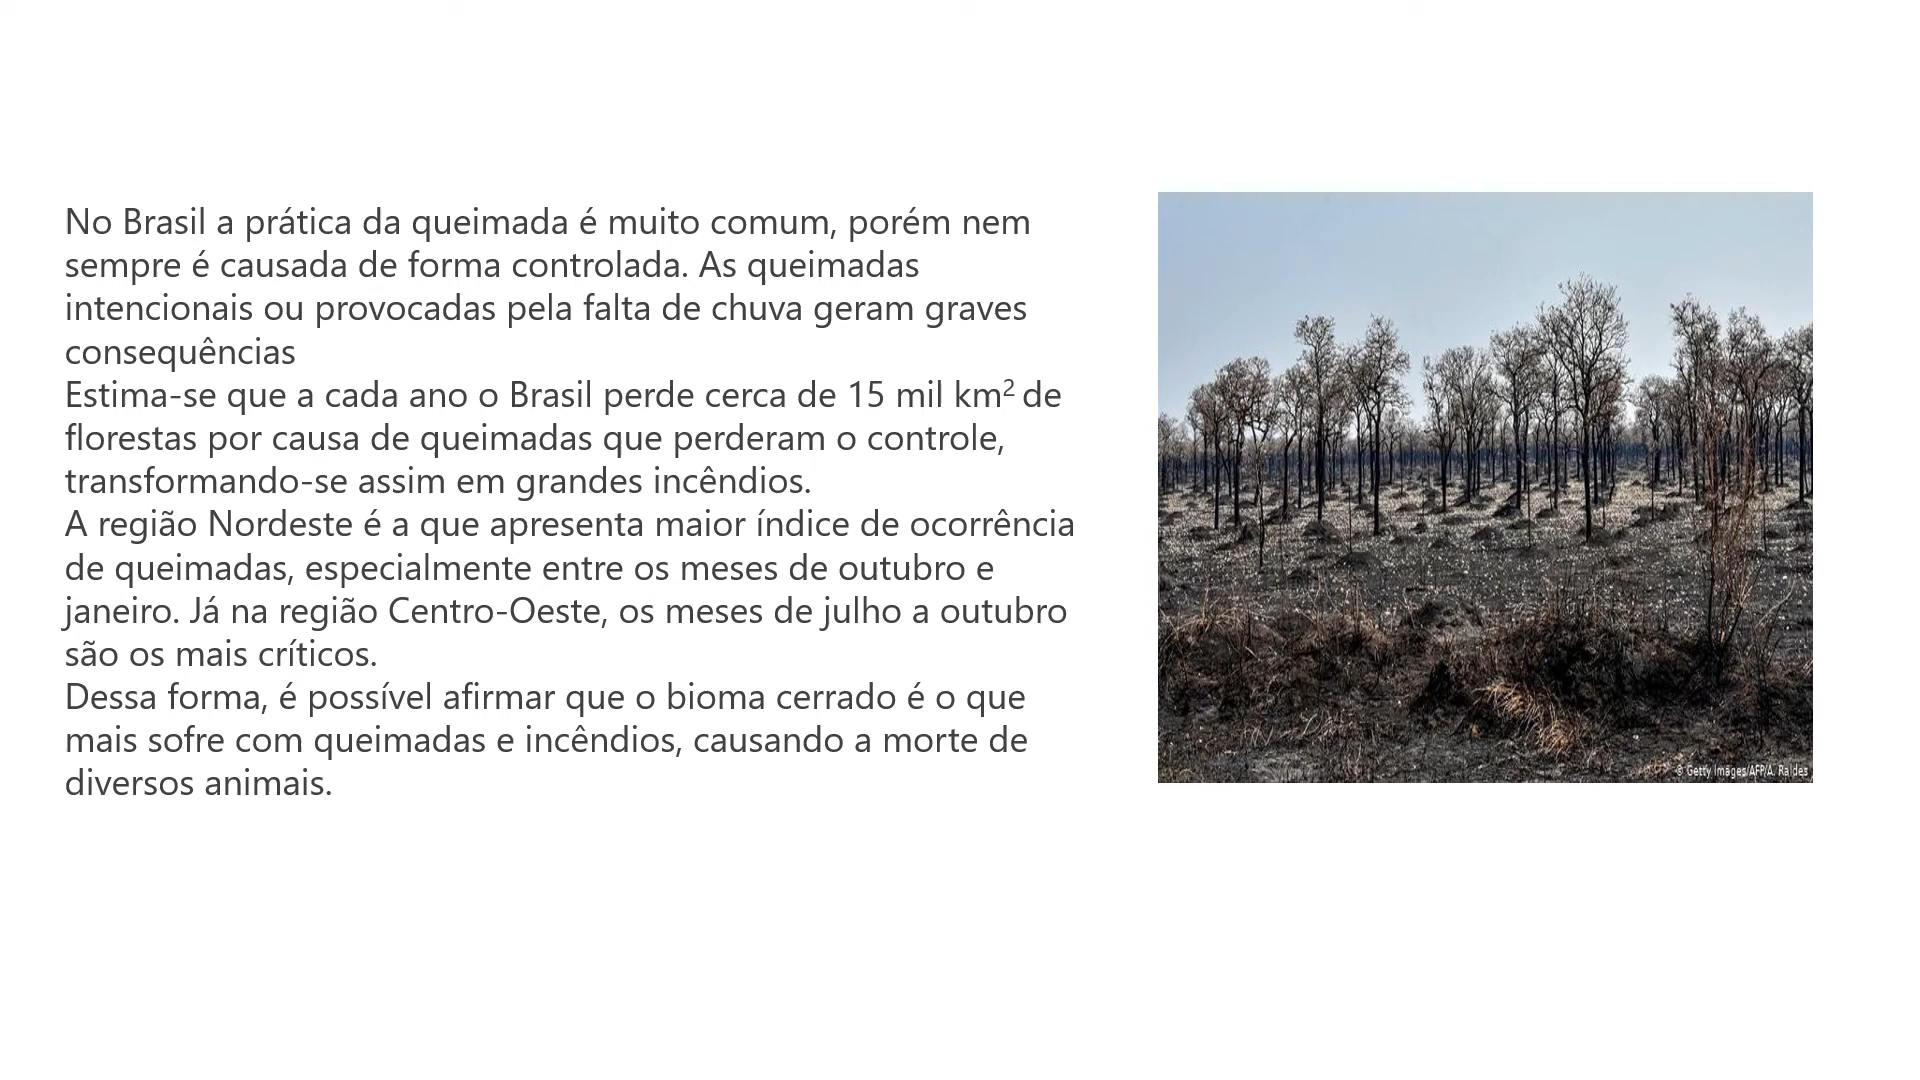 No Brasil a prática da queimada é muito comum, porém nem
sempre é causada de forma controlada. As queimadas
intencionais ou provocadas pela falta de chuva geram graves
consequências
Estima-se que a cada ano o Brasil perde cerca de 15 mil km² de
florestas por causa de queimadas que perderam o controle,
transformando-se assim em grandes incêndios.
A região Nordeste é a que apresenta maior índice de ocorrência
de queimadas, especialmente entre os meses de outubro e
janeiro. Já na região Centro-Oeste, os meses de julho a outubro
são os mais críticos.
Dessa forma, é possível afirmar que o bioma cerrado é o que
mais sofre com queimadas e incêndios, causando a morte de
diversos animais.
© Getty Images/AFP/A. Raldes